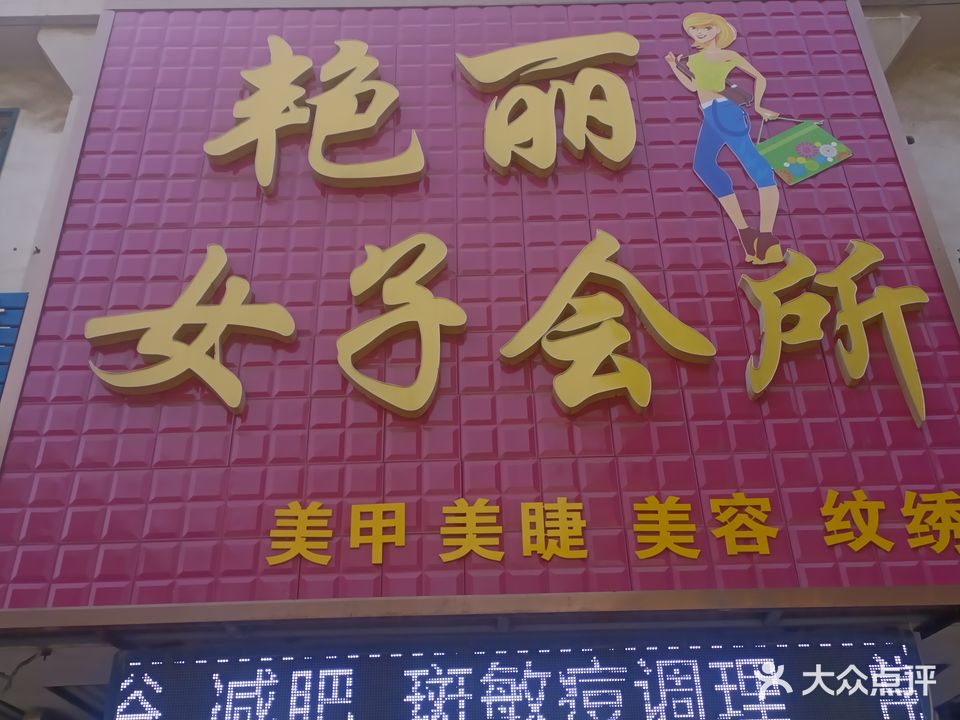 艳丽
女子会所
美甲 美睫 美容 纹绣
减肥 斑敏痘调理
大众点评